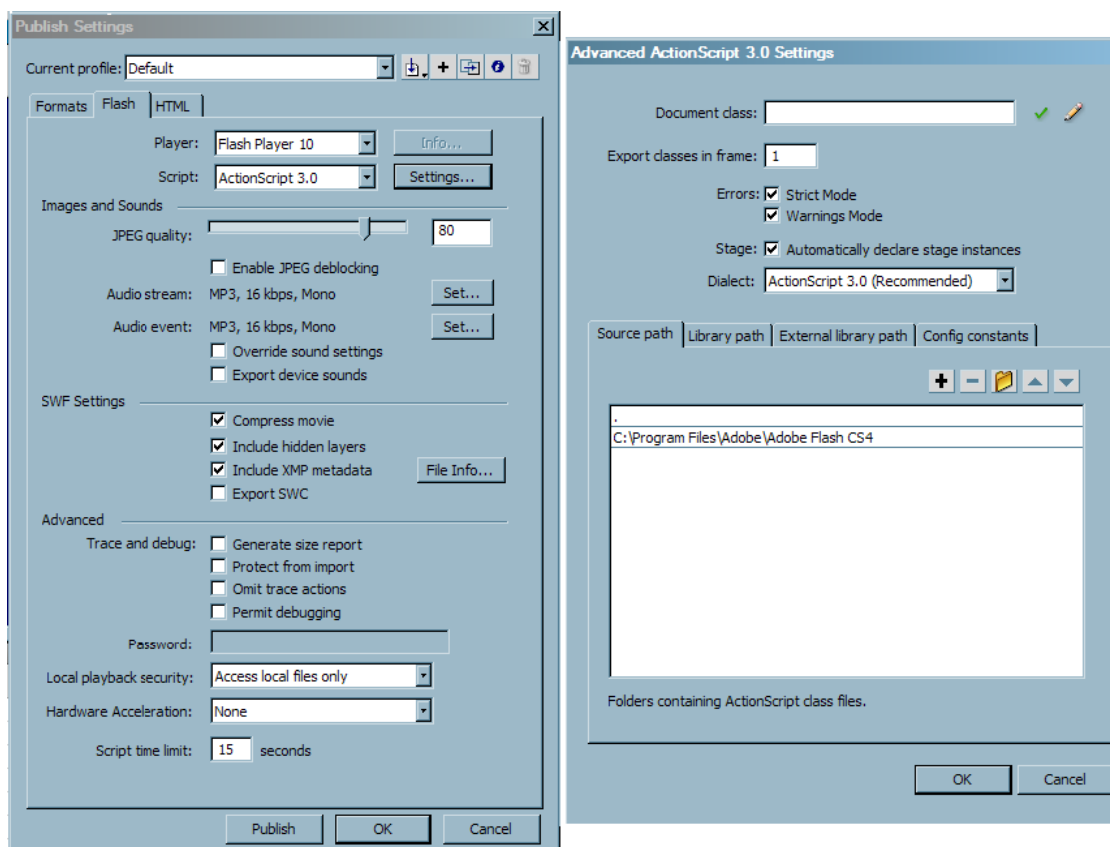 Publish Settings
Current profile: Default
Formats Flash HTML
Player: Flash Player 10 Info...
Script: ActionScript 3.0 Settings...
Images and Sounds
JPEG quality: 80
Enable JPEG deblocking
Audio stream: MP3, 16 kbps, Mono Set...
Audio event: MP3, 16 kbps, Mono Set...
Override sound settings
Export device sounds
SWF Settings
Compress movie
Include hidden layers
Include XMP metadata File Info...
Export SWC
Advanced
Trace and debug: Generate size report
Protect from import
Omit trace actions
Permit debugging
Password:
Local playback security: Access local files only
Hardware Acceleration: None
Script time limit: 15 seconds
Publish OK Cancel
Advanced ActionScript 3.0 Settings
Document class:
Export classes in frame: 1
Errors: Strict Mode
Warnings Mode
Stage: Automatically declare stage instances
Dialect: ActionScript 3.0 (Recommended)
Source path Library path External library path Config constants
.
C:\Program Files\Adobe\Adobe Flash CS4
Folders containing ActionScript class files.
OK Cancel